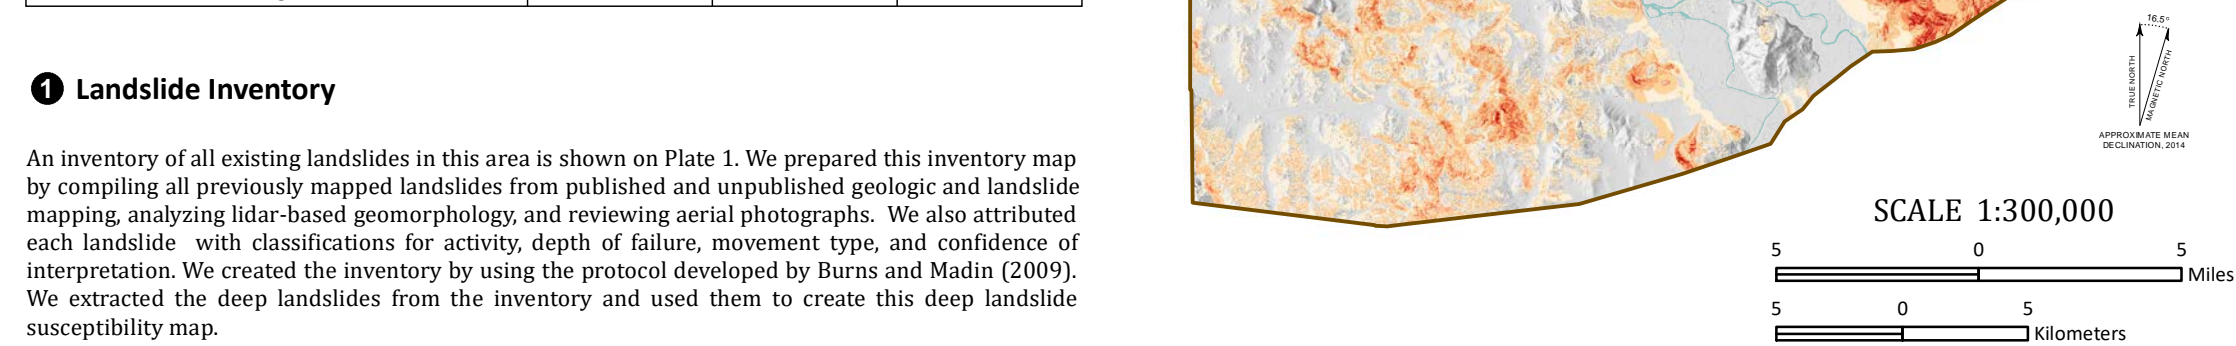 1 Landslide Inventory
An inventory of all existing landslides in this area is shown on Plate 1. We prepared this inventory map
by compiling all previously mapped landslides from published and unpublished geologic and landslide
mapping, analyzing lidar-based geomorphology, and reviewing aerial photographs. We also attributed
each landslide with classifications for activity, depth of failure, movement type, and confidence of
interpretation. We created the inventory by using the protocol developed by Burns and Madin (2009).
We extracted the deep landslides from the inventory and used them to create this deep landslide
susceptibility map.
16.5°
TRUE NORTH
MAGNETIC NORTH
APPROXIMATE MEAN
DECLINATION, 2014
SCALE 1:300,000
5 0 5
Miles
5 0 5
Kilometers